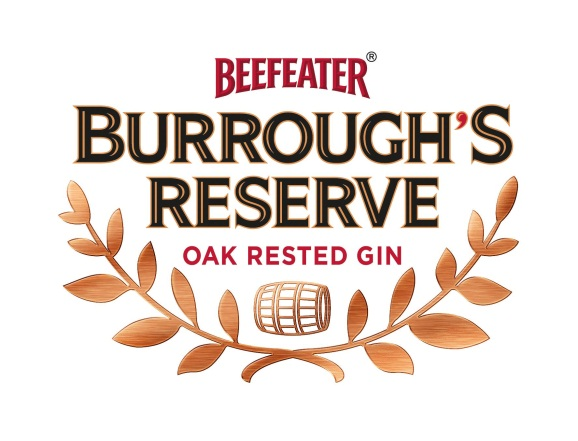 BEEFEATER®
BURROUGH'S
RESERVE
OAK RESTED GIN